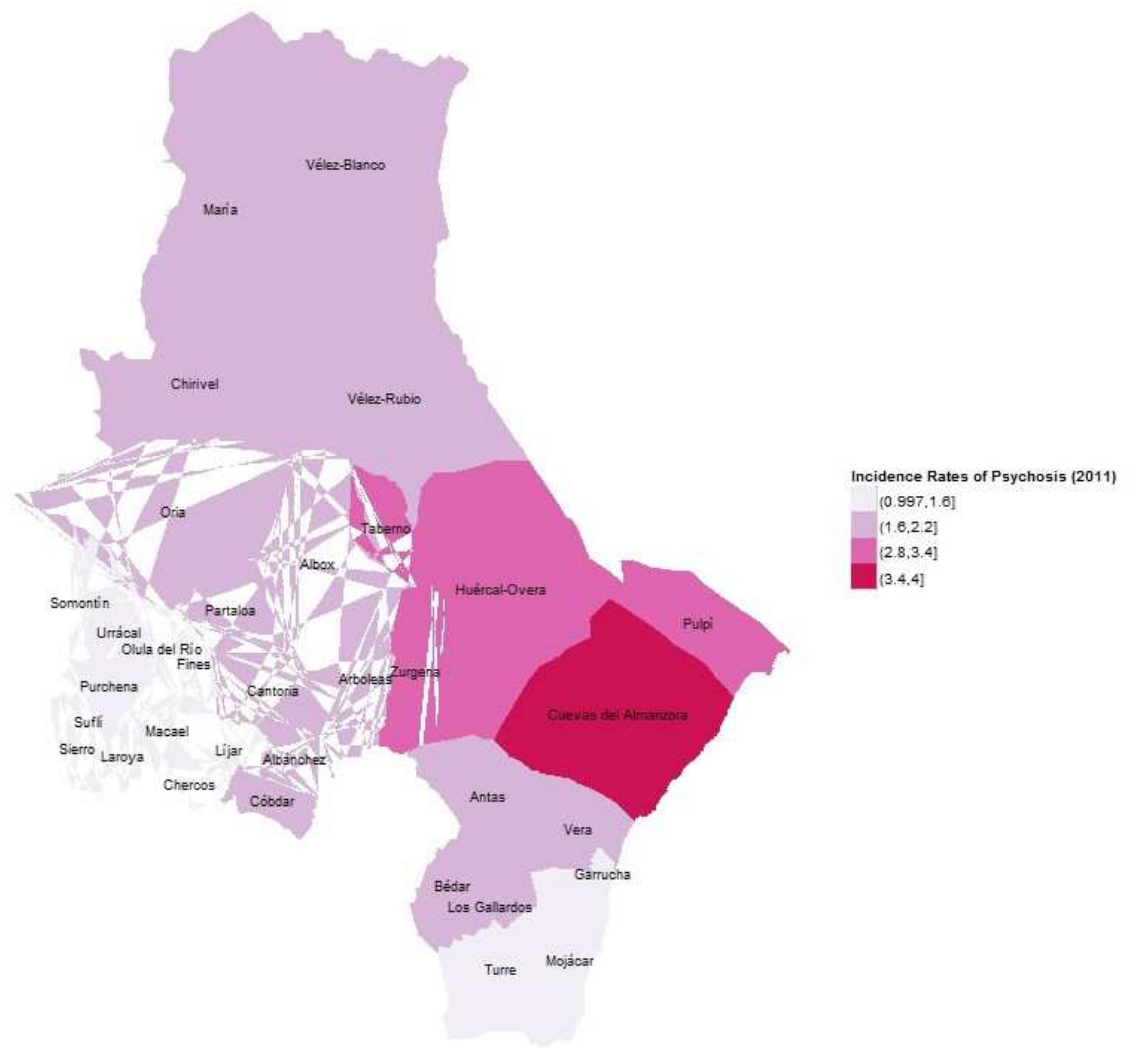 Vélez-Blanco
María
Chirivel
Vélez-Rubio
Oria
Taberno
Albox
Huércal-Overa
Somontín
Partaloa
Pulpí
Urrácal
Olula del Río
Fines
Zurgena
Arboleas
Purchena
Cantoria
Cuevas del Almanzora
Suflí
Macael
Sierro
Laroya
Líjar
Albánchez
Chercos
Cóbdar
Antas
Vera
Garrucha
Bédar
Los Gallardos
Turre
Mojácar
Incidence Rates of Psychosis (2011)
(0.997,1.6]
(1.6,2.2]
(2.8,3.4]
(3.4,4]